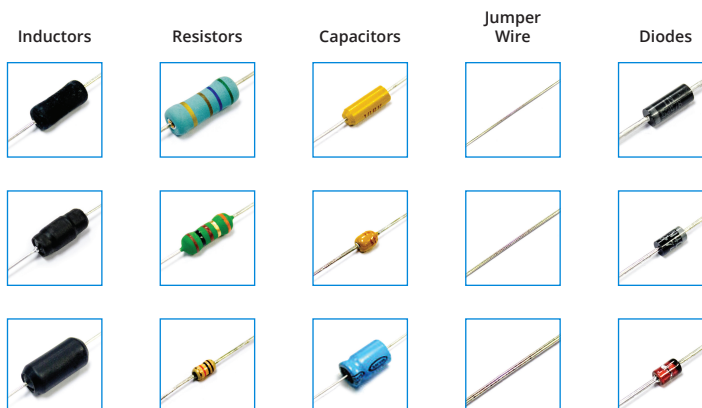 Inductors
Resistors
Capacitors
Jumper
Wire
Diodes